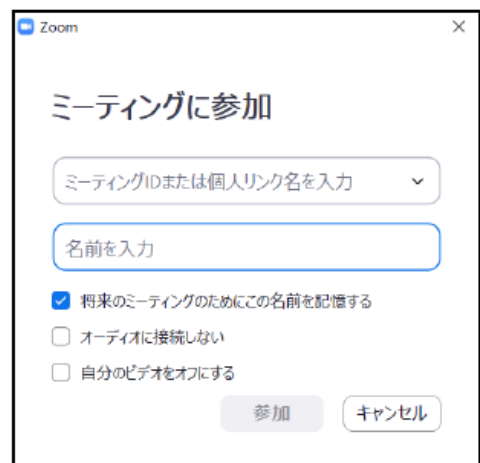 Zoom
ミーティングに参加
ミーティングIDまたは個人リンク名を入力
名前を入力
将来のミーティングのためにこの名前を記憶する
オーディオに接続しない
自分のビデオをオフにする
参加 キャンセル